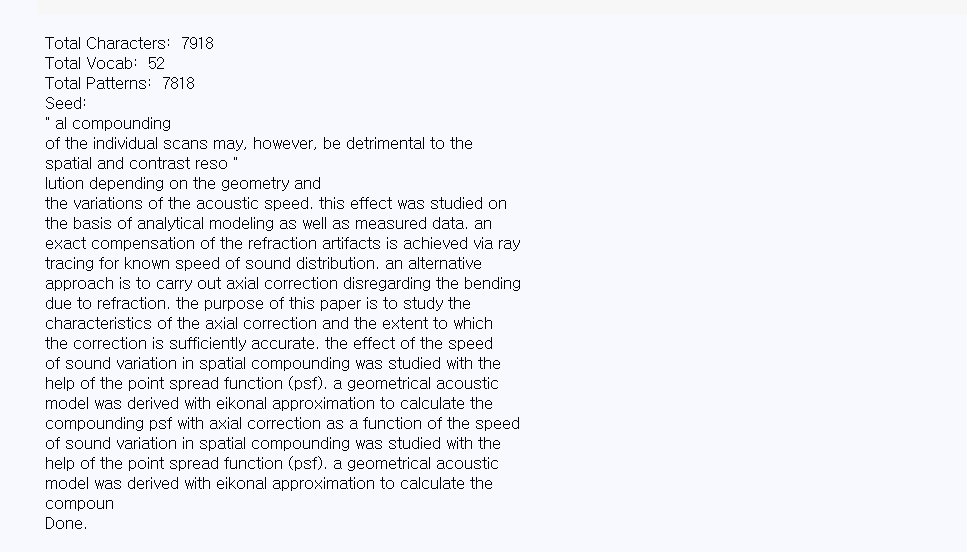 Total Characters:  7918
Total Vocab:  52
Total Patterns:  7818
Seed:
" al compounding
of the individual scans may, however, be detrimental to the
spatial and contrast reso "
lution depending on the geometry and
the variations of the acoustic speed. this effect was studied on
the basis of analytical modeling as well as measured data. an
exact compensation of the refraction artifacts is achieved via ray
tracing for known speed of sound distribution. an alternative
approach is to carry out axial correction disregarding the bending
due to refraction. the purpose of this paper is to study the
characteristics of the axial correction and the extent to which
the correction is sufficiently accurate. the effect of the speed
of sound variation in spatial compounding was studied with the
help of the point spread function (psf). a geometrical acoustic
model was derived with eikonal approximation to calculate the
compounding psf with axial correction as a function of the speed
of sound variation in spatial compounding was studied with the
help of the point spread function (psf). a geometrical acoustic
model was derived with eikonal approximation to calculate the
compoun
Done.